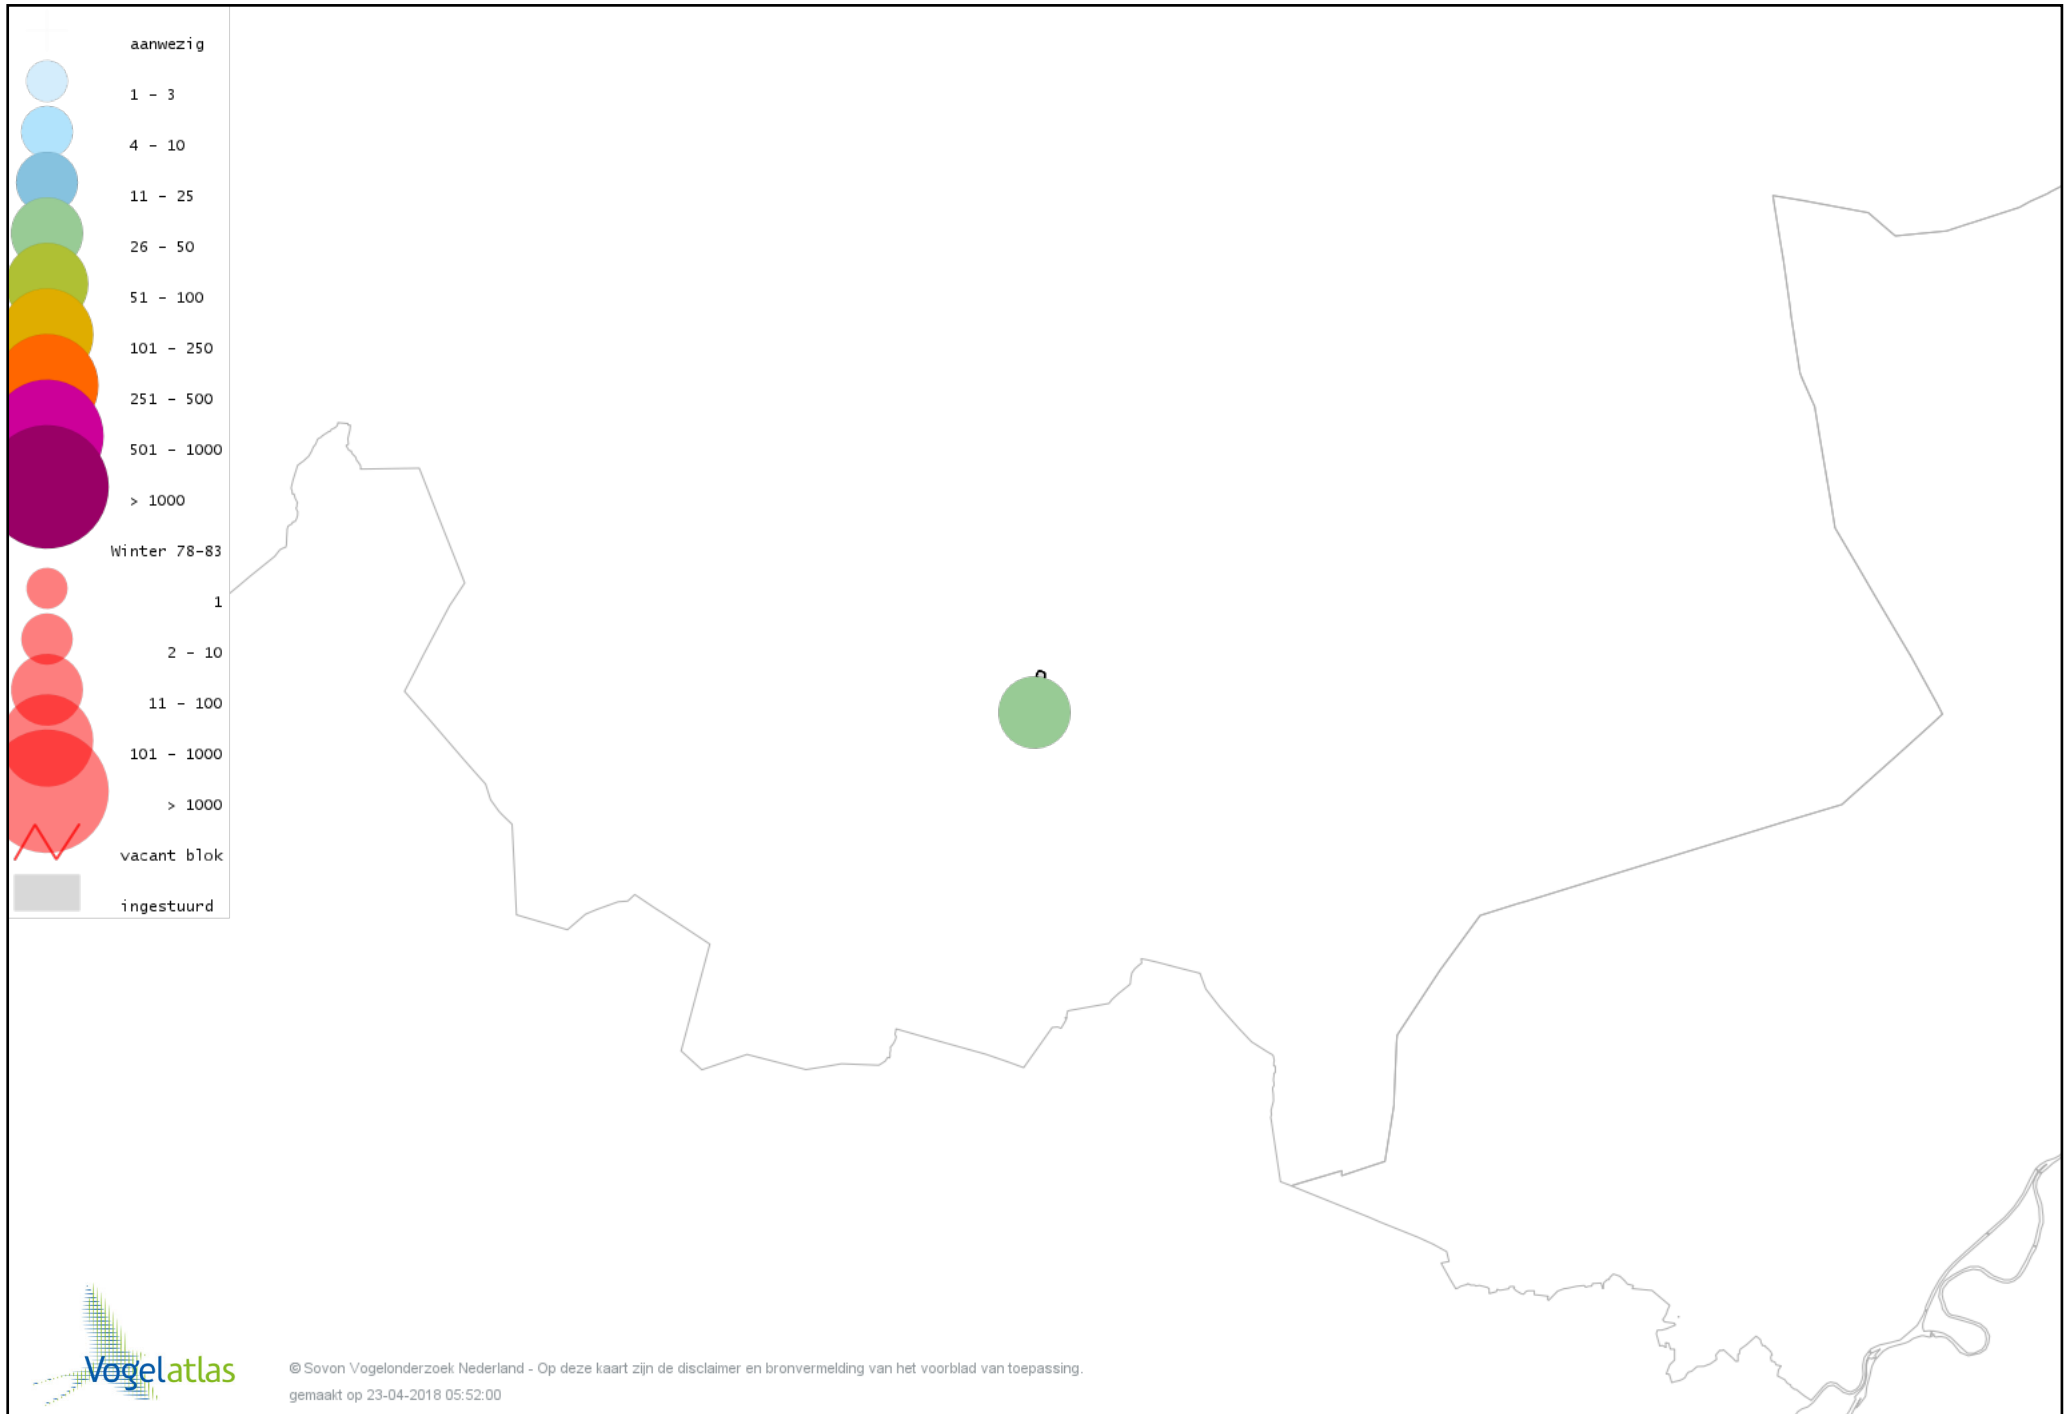 aanwezig
1 - 3
4 - 10
11 - 25
26 - 50
51 - 100
101 - 250
251 - 500
501 - 1000
> 1000
Winter 78-83
1
2 - 10
11 - 100
101 - 1000
> 1000
vacant blok
ingestuurd
Vogelatlas
© Sovon Vogelonderzoek Nederland - Op deze kaart zijn de disclaimer en bronvermelding van het voorblad van toepassing.
gemaakt op 23-04-2018 05:52:00